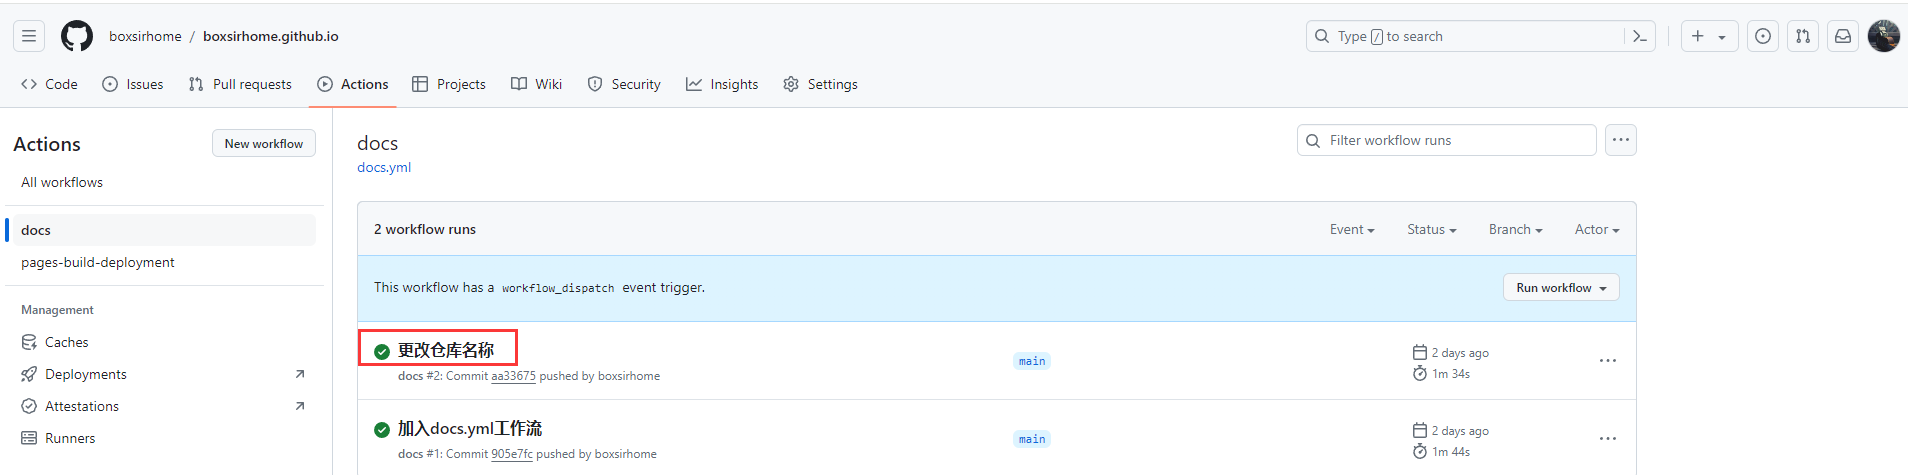 boxsirhome / boxsirhome.github.io
Type / to search
Code Issues Pull requests Actions Projects Wiki Security Insights Settings
Actions
New workflow
All workflows
docs
pages-build-deployment
Management
Caches
Deployments
Attestations
Runners
docs
docs.yml
Filter workflow runs
2 workflow runs
Event Status Branch Actor
This workflow has a workflow_dispatch event trigger.
Run workflow
更改仓库名称
docs #2: Commit aa33675 pushed by boxsirhome
main
2 days ago
1m 34s
加入docs.yml工作流
docs #1: Commit 905e7fc pushed by boxsirhome
main
2 days ago
1m 44s